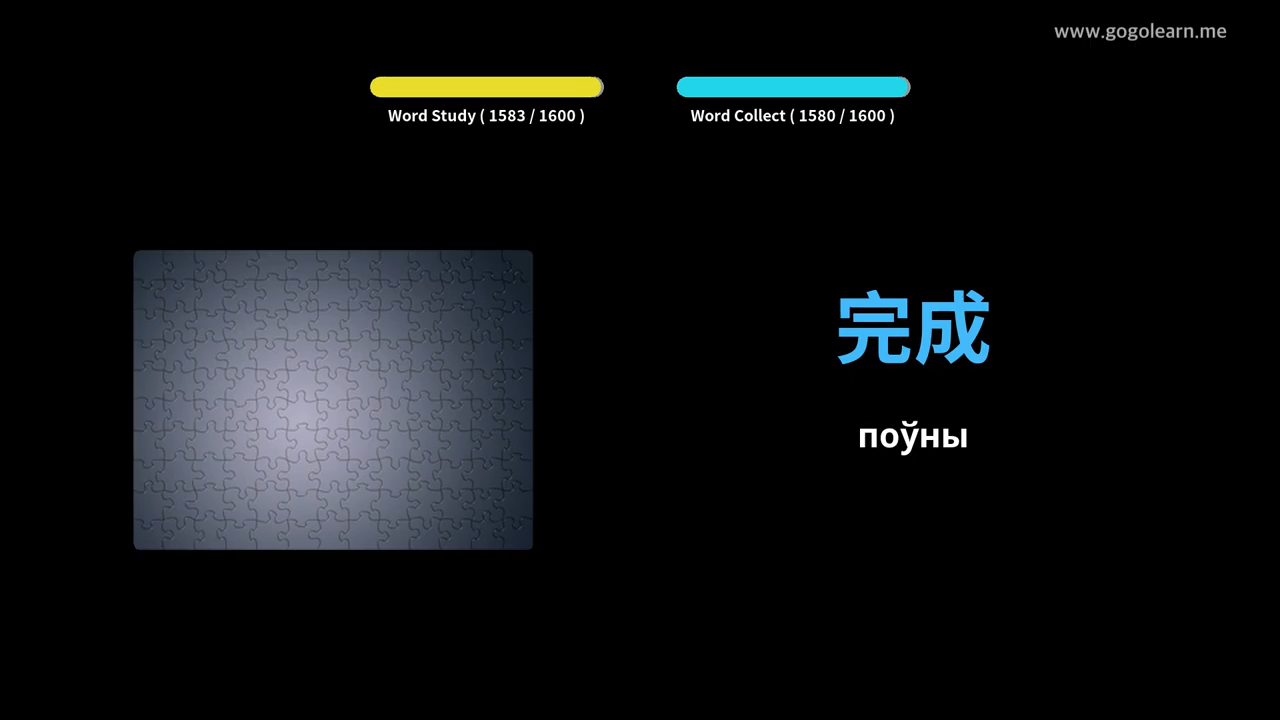 www.gogolearn.me
Word Study ( 1583 / 1600 )
Word Collect ( 1580 / 1600 )
完成
поўны